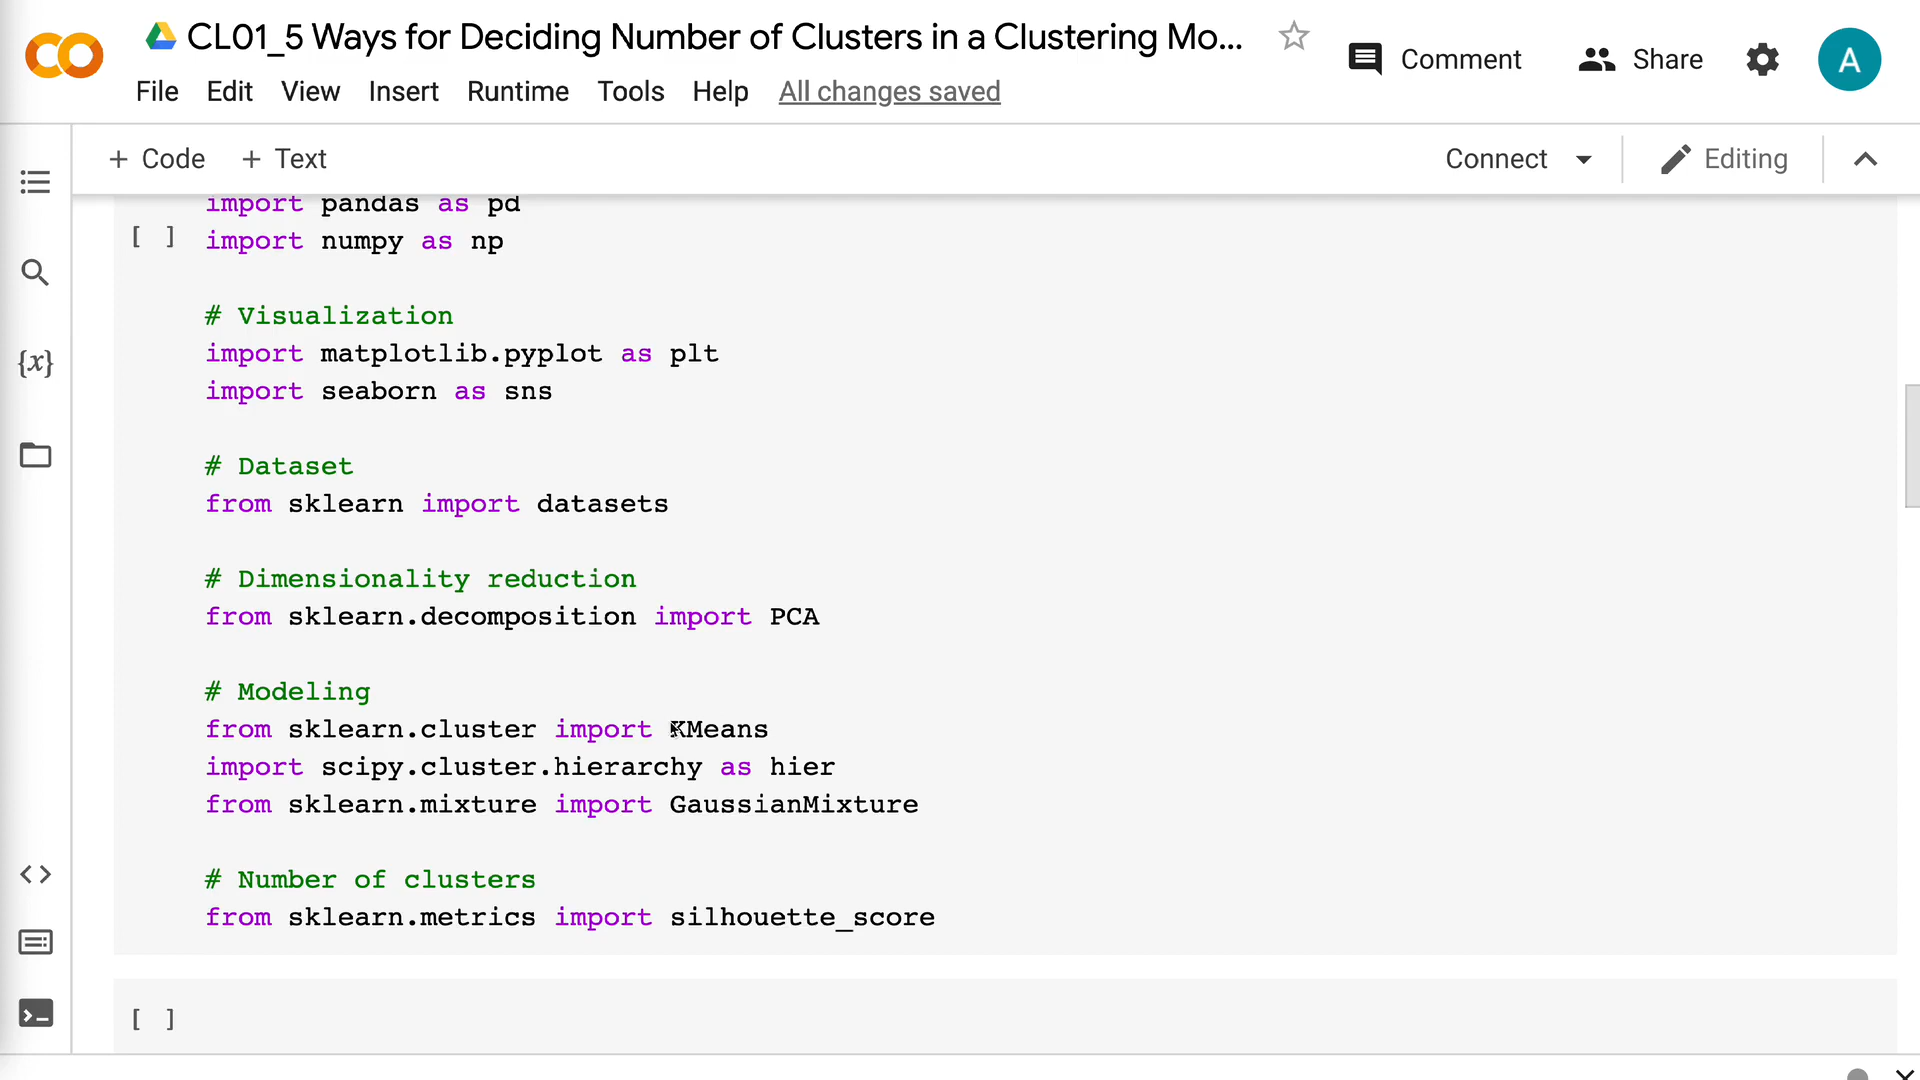 CL01_5 Ways for Deciding Number of Clusters in a Clustering Mo...
Comment
Share
A
File Edit View Insert Runtime Tools Help All changes saved
+ Code + Text
Connect
Editing
import pandas as pd
[ ] import numpy as np
# Visualization
import matplotlib.pyplot as plt
import seaborn as sns
# Dataset
from sklearn import datasets
# Dimensionality reduction
from sklearn.decomposition import PCA
# Modeling
from sklearn.cluster import KMeans
import scipy.cluster.hierarchy as hier
from sklearn.mixture import GaussianMixture
# Number of clusters
from sklearn.metrics import silhouette_score
[ ]
{x}